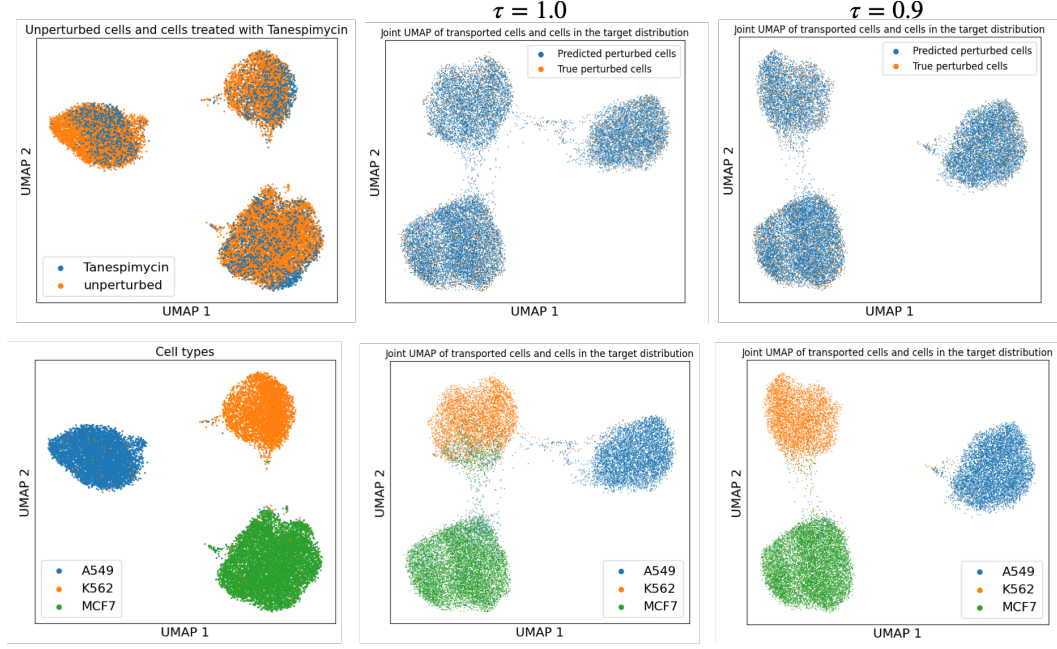 τ = 1.0
τ = 0.9
Unperturbed cells and cells treated with Tanespimycin
UMAP 2
Tanespimycin
unperturbed
UMAP 1
Joint UMAP of transported cells and cells in the target distribution
Predicted perturbed cells
True perturbed cells
UMAP 2
UMAP 1
Joint UMAP of transported cells and cells in the target distribution
Predicted perturbed cells
True perturbed cells
UMAP 2
UMAP 1
Cell types
UMAP 2
A549
K562
MCF7
UMAP 1
Joint UMAP of transported cells and cells in the target distribution
UMAP 2
A549
K562
MCF7
UMAP 1
Joint UMAP of transported cells and cells in the target distribution
UMAP 2
A549
K562
MCF7
UMAP 1